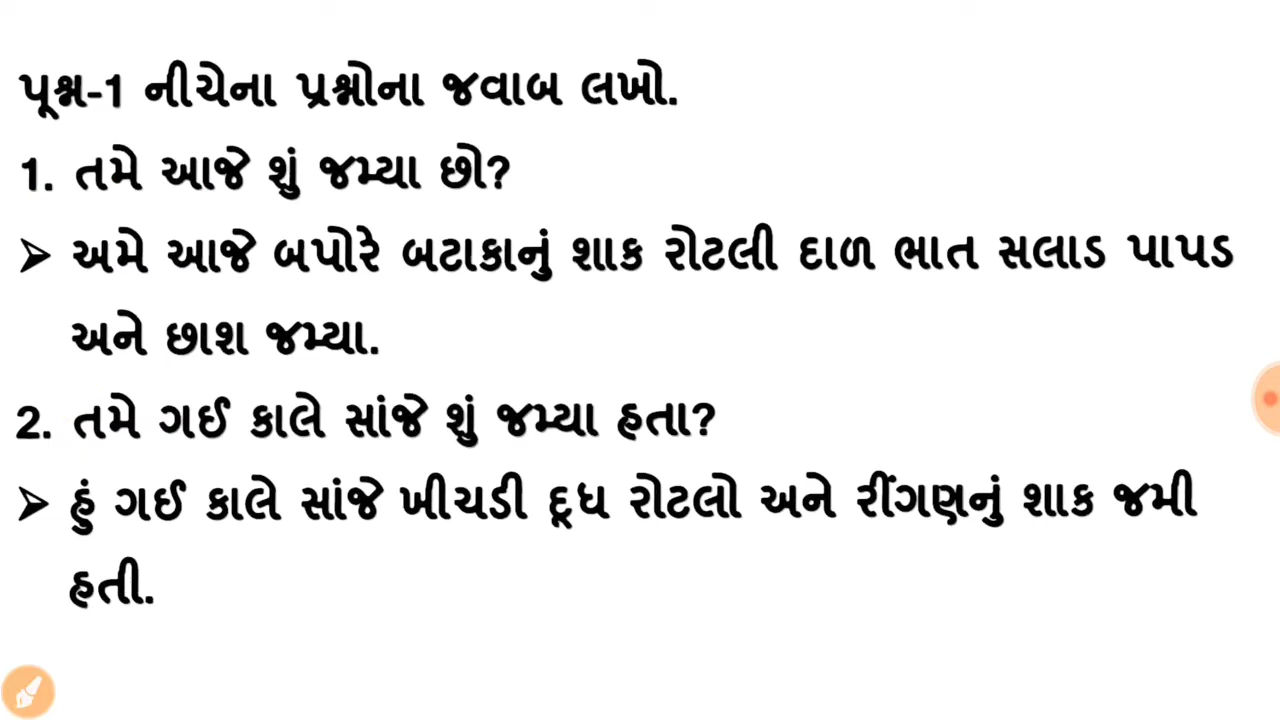 પૂશ્ન-1 નીચેના પ્રશ્નોના જવાબ લખો.
1. તમે આજે શું જમ્યા છો?
➢ અમે આજે બપોરે બટાકાનું શાક રોટલી દાળ ભાત સલાડ પાપડ
અને છાશ જમ્યા.
2. તમે ગઈ કાલે સાંજે શું જમ્યા હતા?
➢ હું ગઈ કાલે સાંજે ખીચડી દૂધ રોટલો અને રીંગણનું શાક જમી
હતી.